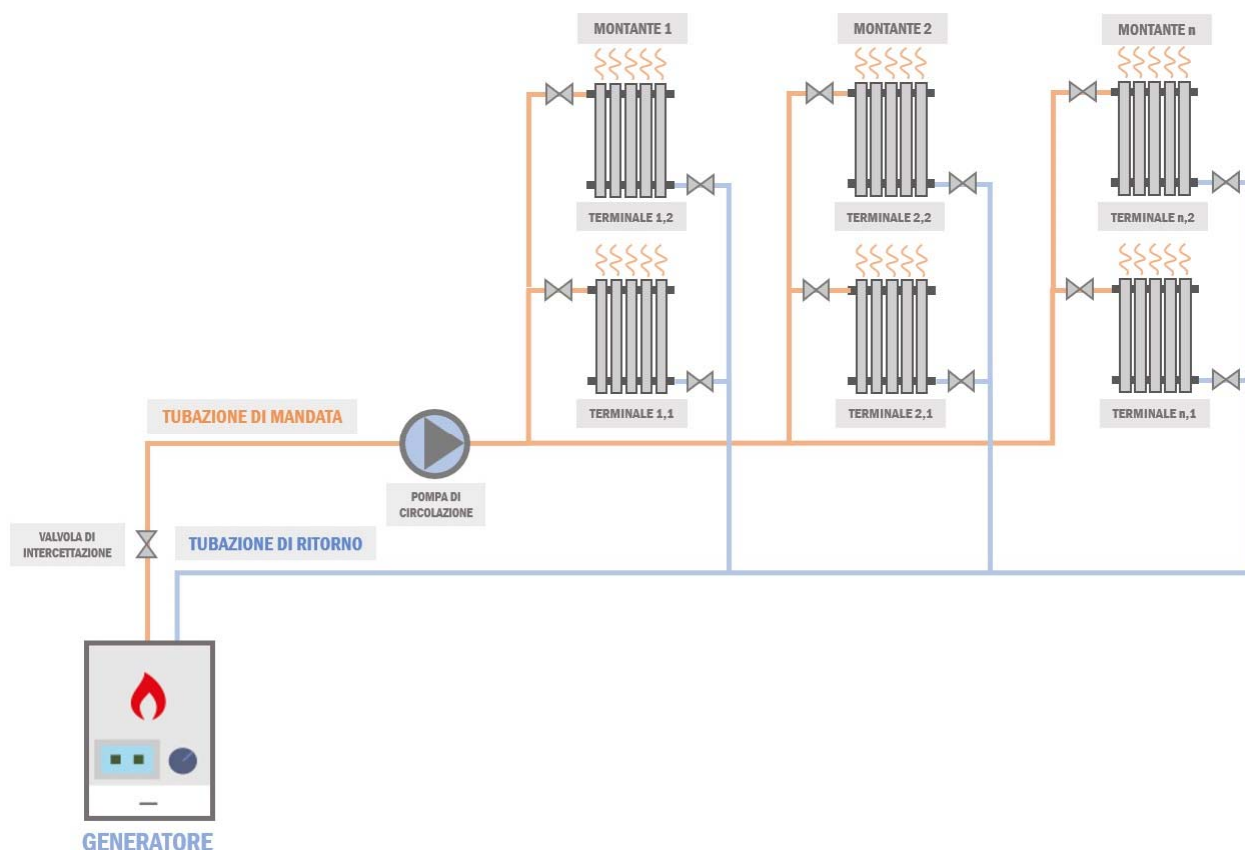 MONTANTE 1
MONTANTE 2
MONTANTE n
TERMINALE 1,2
TERMINALE 2,2
TERMINALE n,2
TERMINALE 1,1
TERMINALE 2,1
TERMINALE n,1
TUBAZIONE DI MANDATA
POMPA DI
CIRCOLAZIONE
VALVOLA DI
INTERCETTAZIONE
TUBAZIONE DI RITORNO
GENERATORE